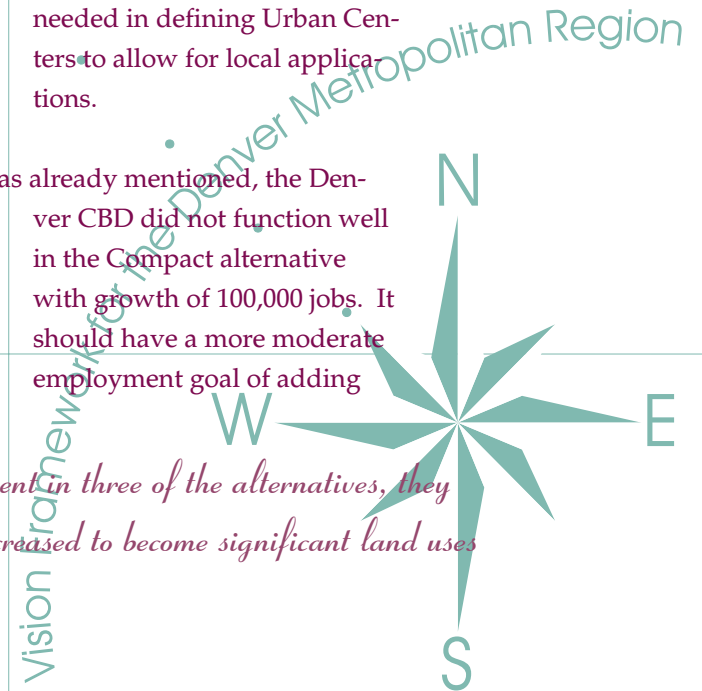 needed in defining Urban Cen-
ters to allow for local applica-
tions.
as already mentioned, the Den-
ver CBD did not function well
in the Compact alternative
with growth of 100,000 jobs. It
should have a more moderate
employment goal of adding
ent in three of the alternatives, they
creased to become significant land uses
Vision Framework for the Denver Metropolitan Region
N
W
E
S